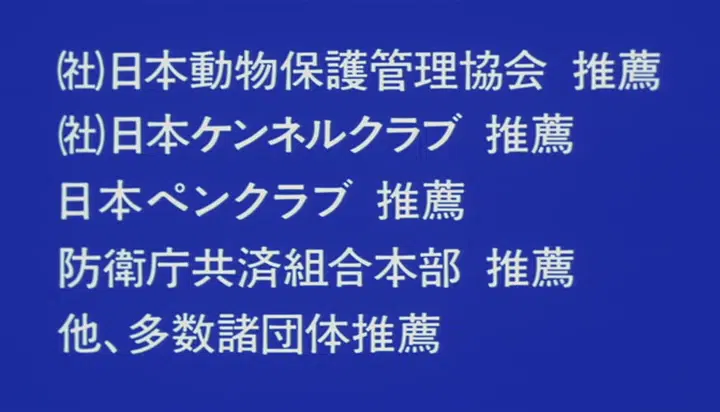 ㈳日本動物保護管理協会 推薦
㈳日本ケンネルクラブ 推薦
日本ペンクラブ 推薦
防衛庁共済組合本部 推薦
他、多数諸団体推薦